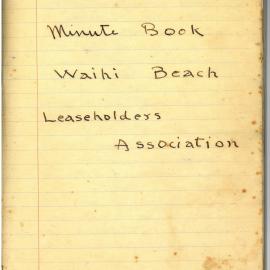 Minute Book
Waihi Beach
Leaseholders
Association